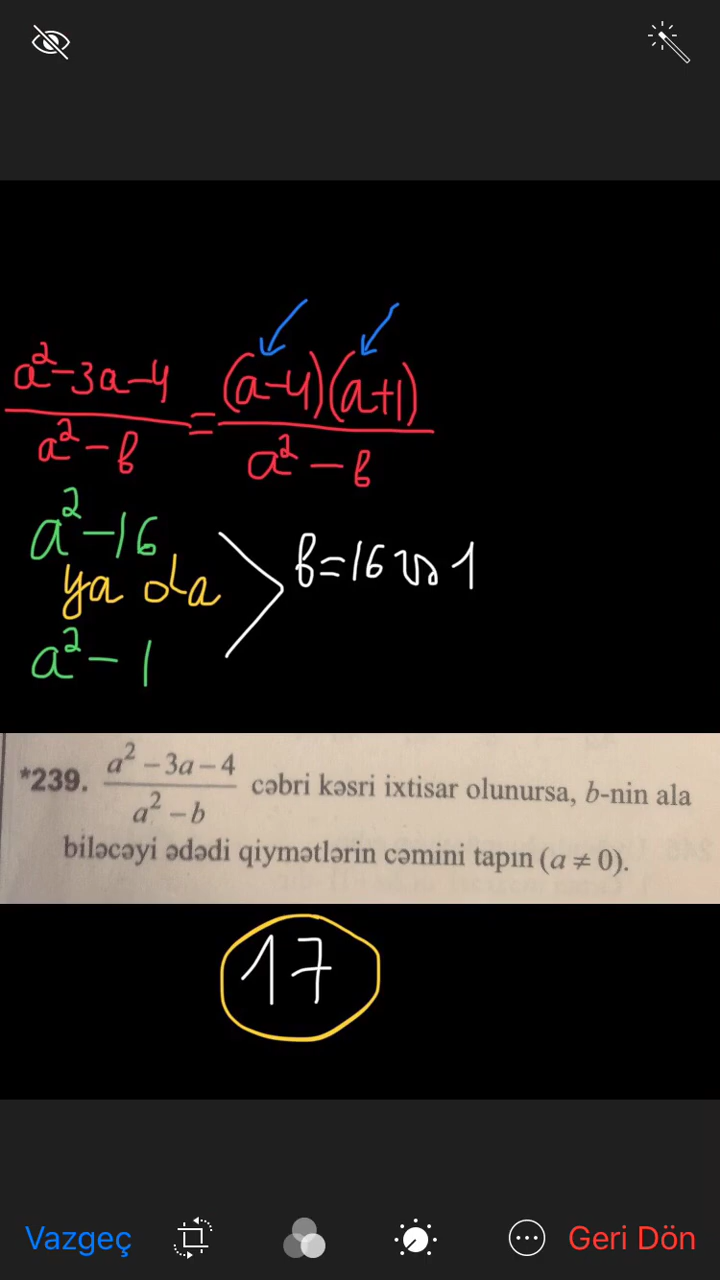 a²-3a-4 / a²-b = (a-4)(a+1) / a²-b
a²-16
ya da
a²-1
b=16 və 1
*239. a² – 3a – 4 / a² – b cəbri kəsri ixtisar olunursa, b-nin ala
biləcəyi ədədi qiymətlərin cəmini tapın (a ≠ 0).
17
Vazgeç Geri Dön